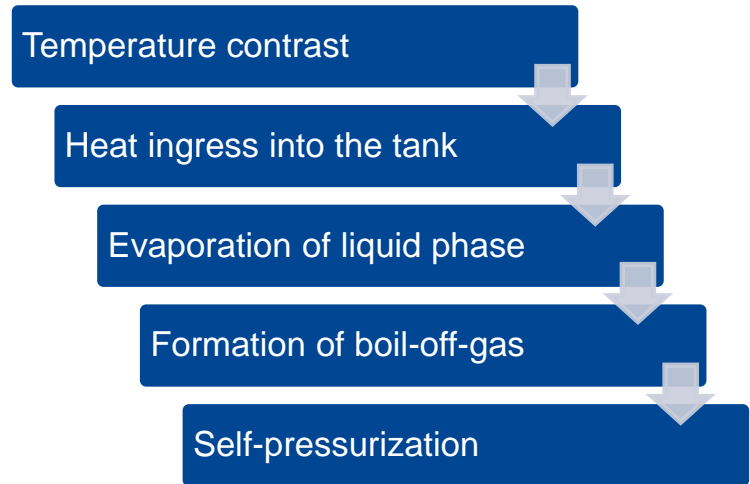 Temperature contrast
Heat ingress into the tank
Evaporation of liquid phase
Formation of boil-off-gas
Self-pressurization